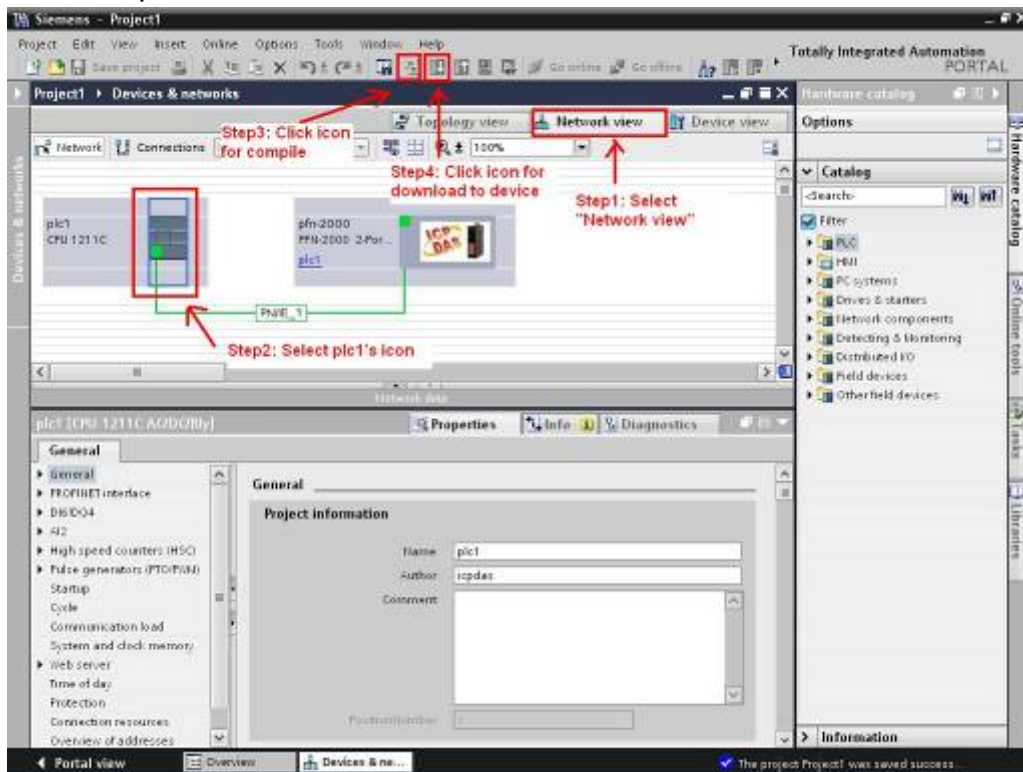 Siemens - Project1
Project Edit View Insert Online Options Tools Window Help
Save project Go online Go offline
Totally Integrated Automation
PORTAL
Project1 Devices & networks
Hardware catalog
Topology view Network view Device view
Options
Network Connections 100%
Step3: Click icon
for compile
Step4: Click icon for
download to device
Step1: Select
"Network view"
Catalog
<Search>
Filter
PLC
HMI
PC systems
Drives & starters
Network components
Detecting & Monitoring
Distributed I/O
Field devices
Other field devices
plc1
CPU 1211C
pfn-2000
PFN-2000 2-Por...
plc1
ICP
DAS
PN/IE_1
Step2: Select plc1's icon
Network data
plc1 [CPU 1211C AC/DC/Rly]
Properties Info Diagnostics
General
General
PROFINET interface
DI6/DO4
AI2
High speed counters (HSC)
Pulse generators (PTO/PWM)
Startup
Cycle
Communication load
System and clock memory
Web server
Time of day
Protection
Connection resources
Overview of addresses
General
Project information
Name plc1
Author icpdas
Comment
Information
Devices & networks
Hardware catalog
Online tools
Tasks
Libraries
Portal view Overview Devices & ne...
The project Project1 was saved success...